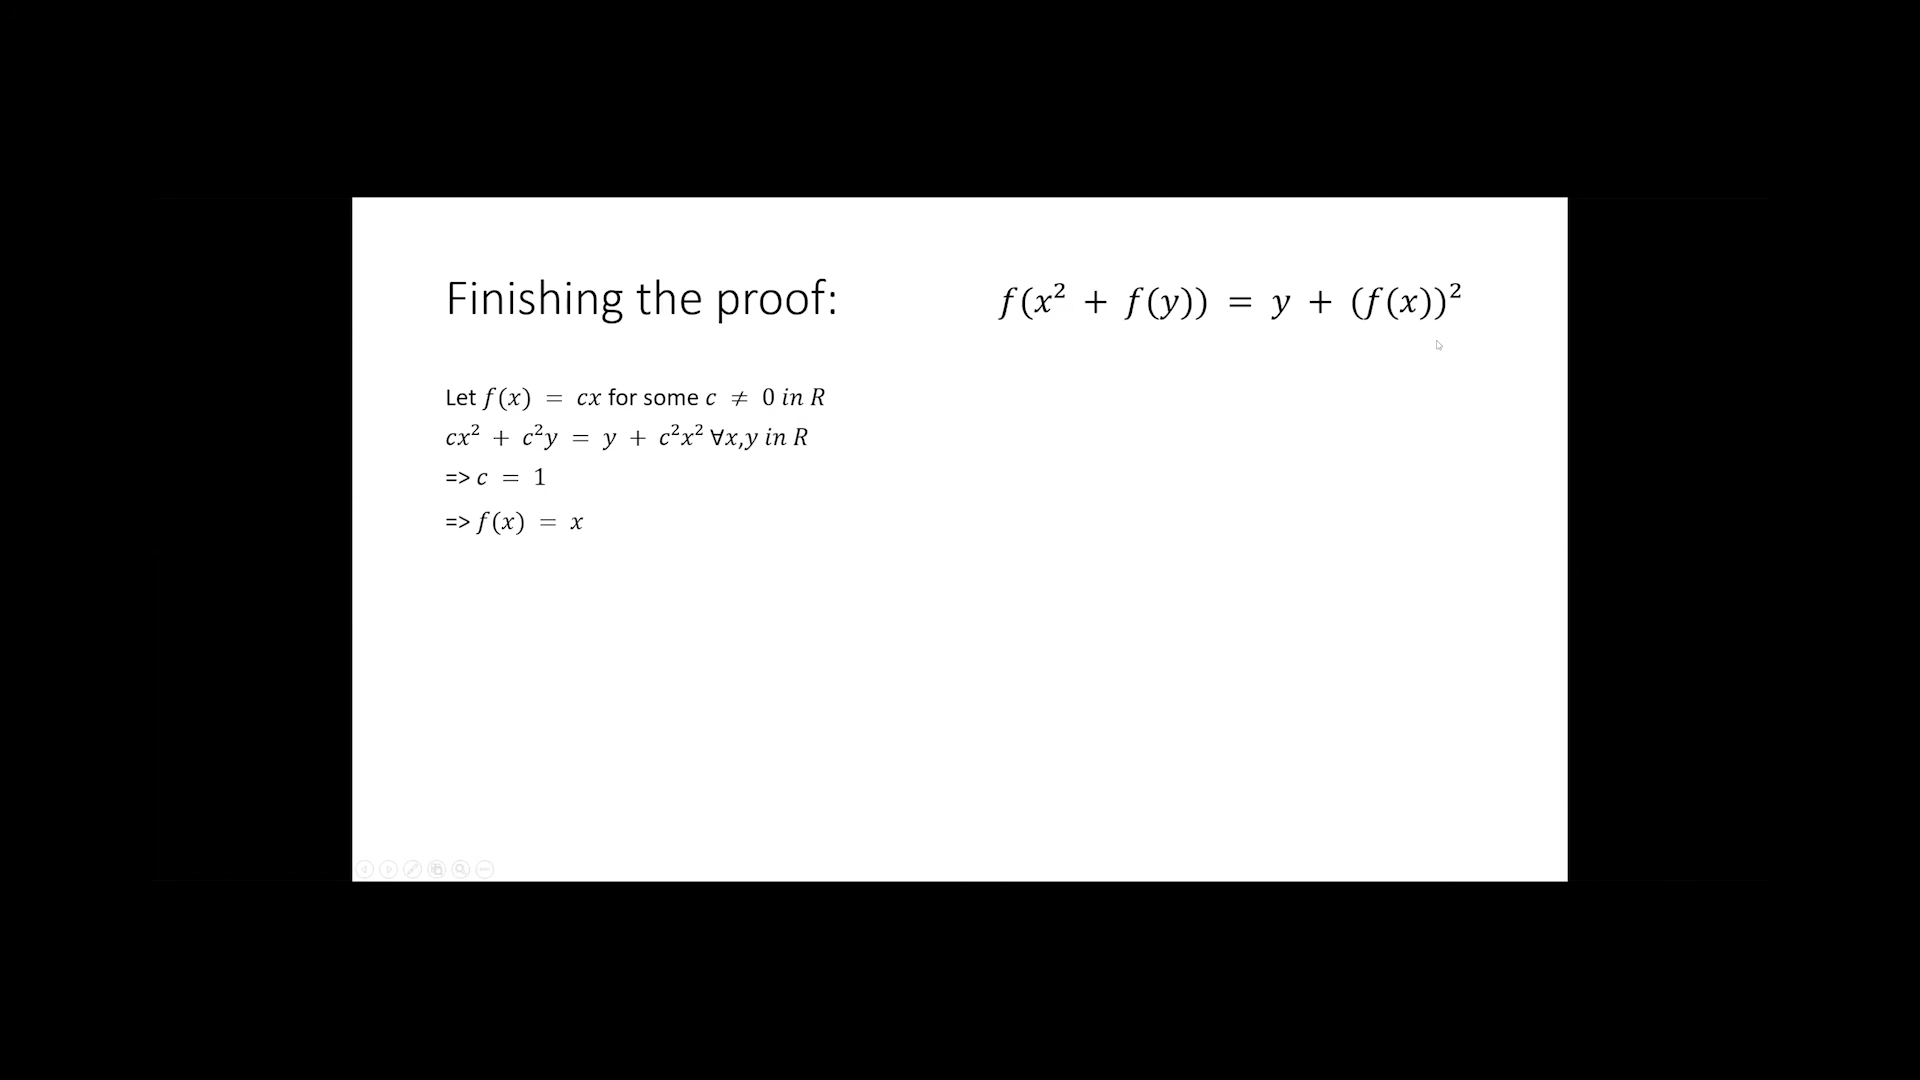 Finishing the proof:
f(x² + f(y)) = y + (f(x))²
Let f(x) = cx for some c ≠ 0 in R
cx² + c²y = y + c²x² ∀x,y in R
=> c = 1
=> f(x) = x